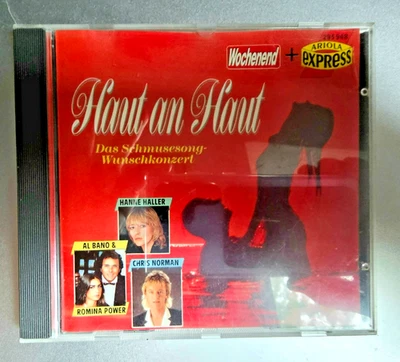 Wochenend + ARIOLA EXPRESS
Haut an Haut
Das Schmusesong-
Wunschkonzert
HANNE HALLER
AL BANO &
ROMINA POWER
CHRIS NORMAN